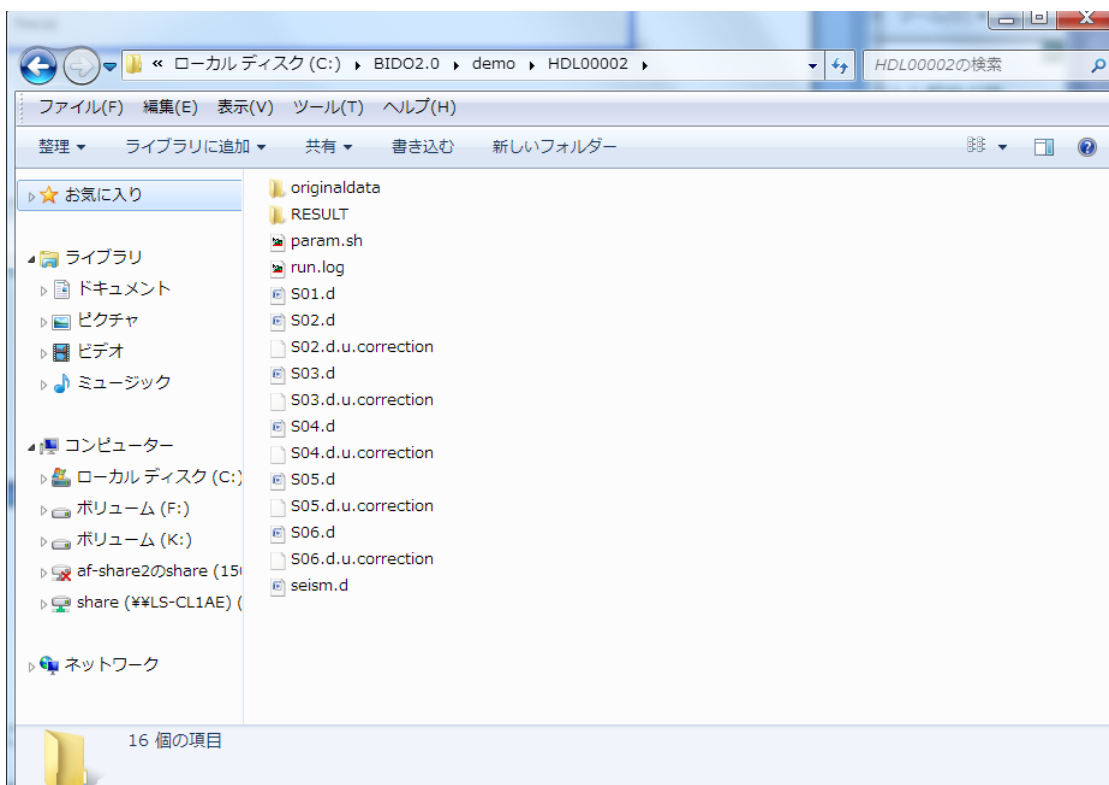 « ローカル ディスク (C:) ▸ BIDO2.0 ▸ demo ▸ HDL00002 ▸
HDL00002の検索
ファイル(F) 編集(E) 表示(V) ツール(T) ヘルプ(H)
整理 ライブラリに追加 共有 書き込む 新しいフォルダー
お気に入り
ライブラリ
ドキュメント
ピクチャ
ビデオ
ミュージック
コンピューター
ローカル ディスク (C:)
ボリューム (F:)
ボリューム (K:)
af-share2のshare (15
share (¥¥LS-CL1AE) (
ネットワーク
originaldata
RESULT
param.sh
run.log
S01.d
S02.d
S02.d.u.correction
S03.d
S03.d.u.correction
S04.d
S04.d.u.correction
S05.d
S05.d.u.correction
S06.d
S06.d.u.correction
seism.d
16 個の項目